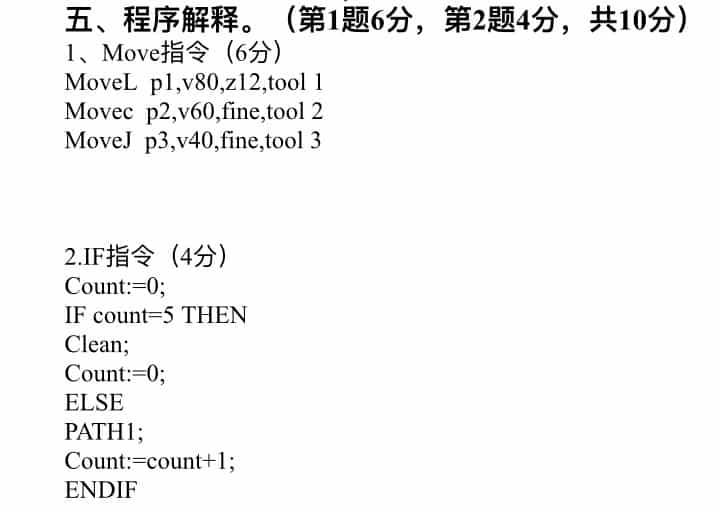 五、程序解释。（第1题6分，第2题4分，共10分）
1、Move指令（6分）
MoveL p1,v80,z12,tool 1
Movec p2,v60,fine,tool 2
MoveJ p3,v40,fine,tool 3
2.IF指令（4分）
Count:=0;
IF count=5 THEN
Clean;
Count:=0;
ELSE
PATH1;
Count:=count+1;
ENDIF